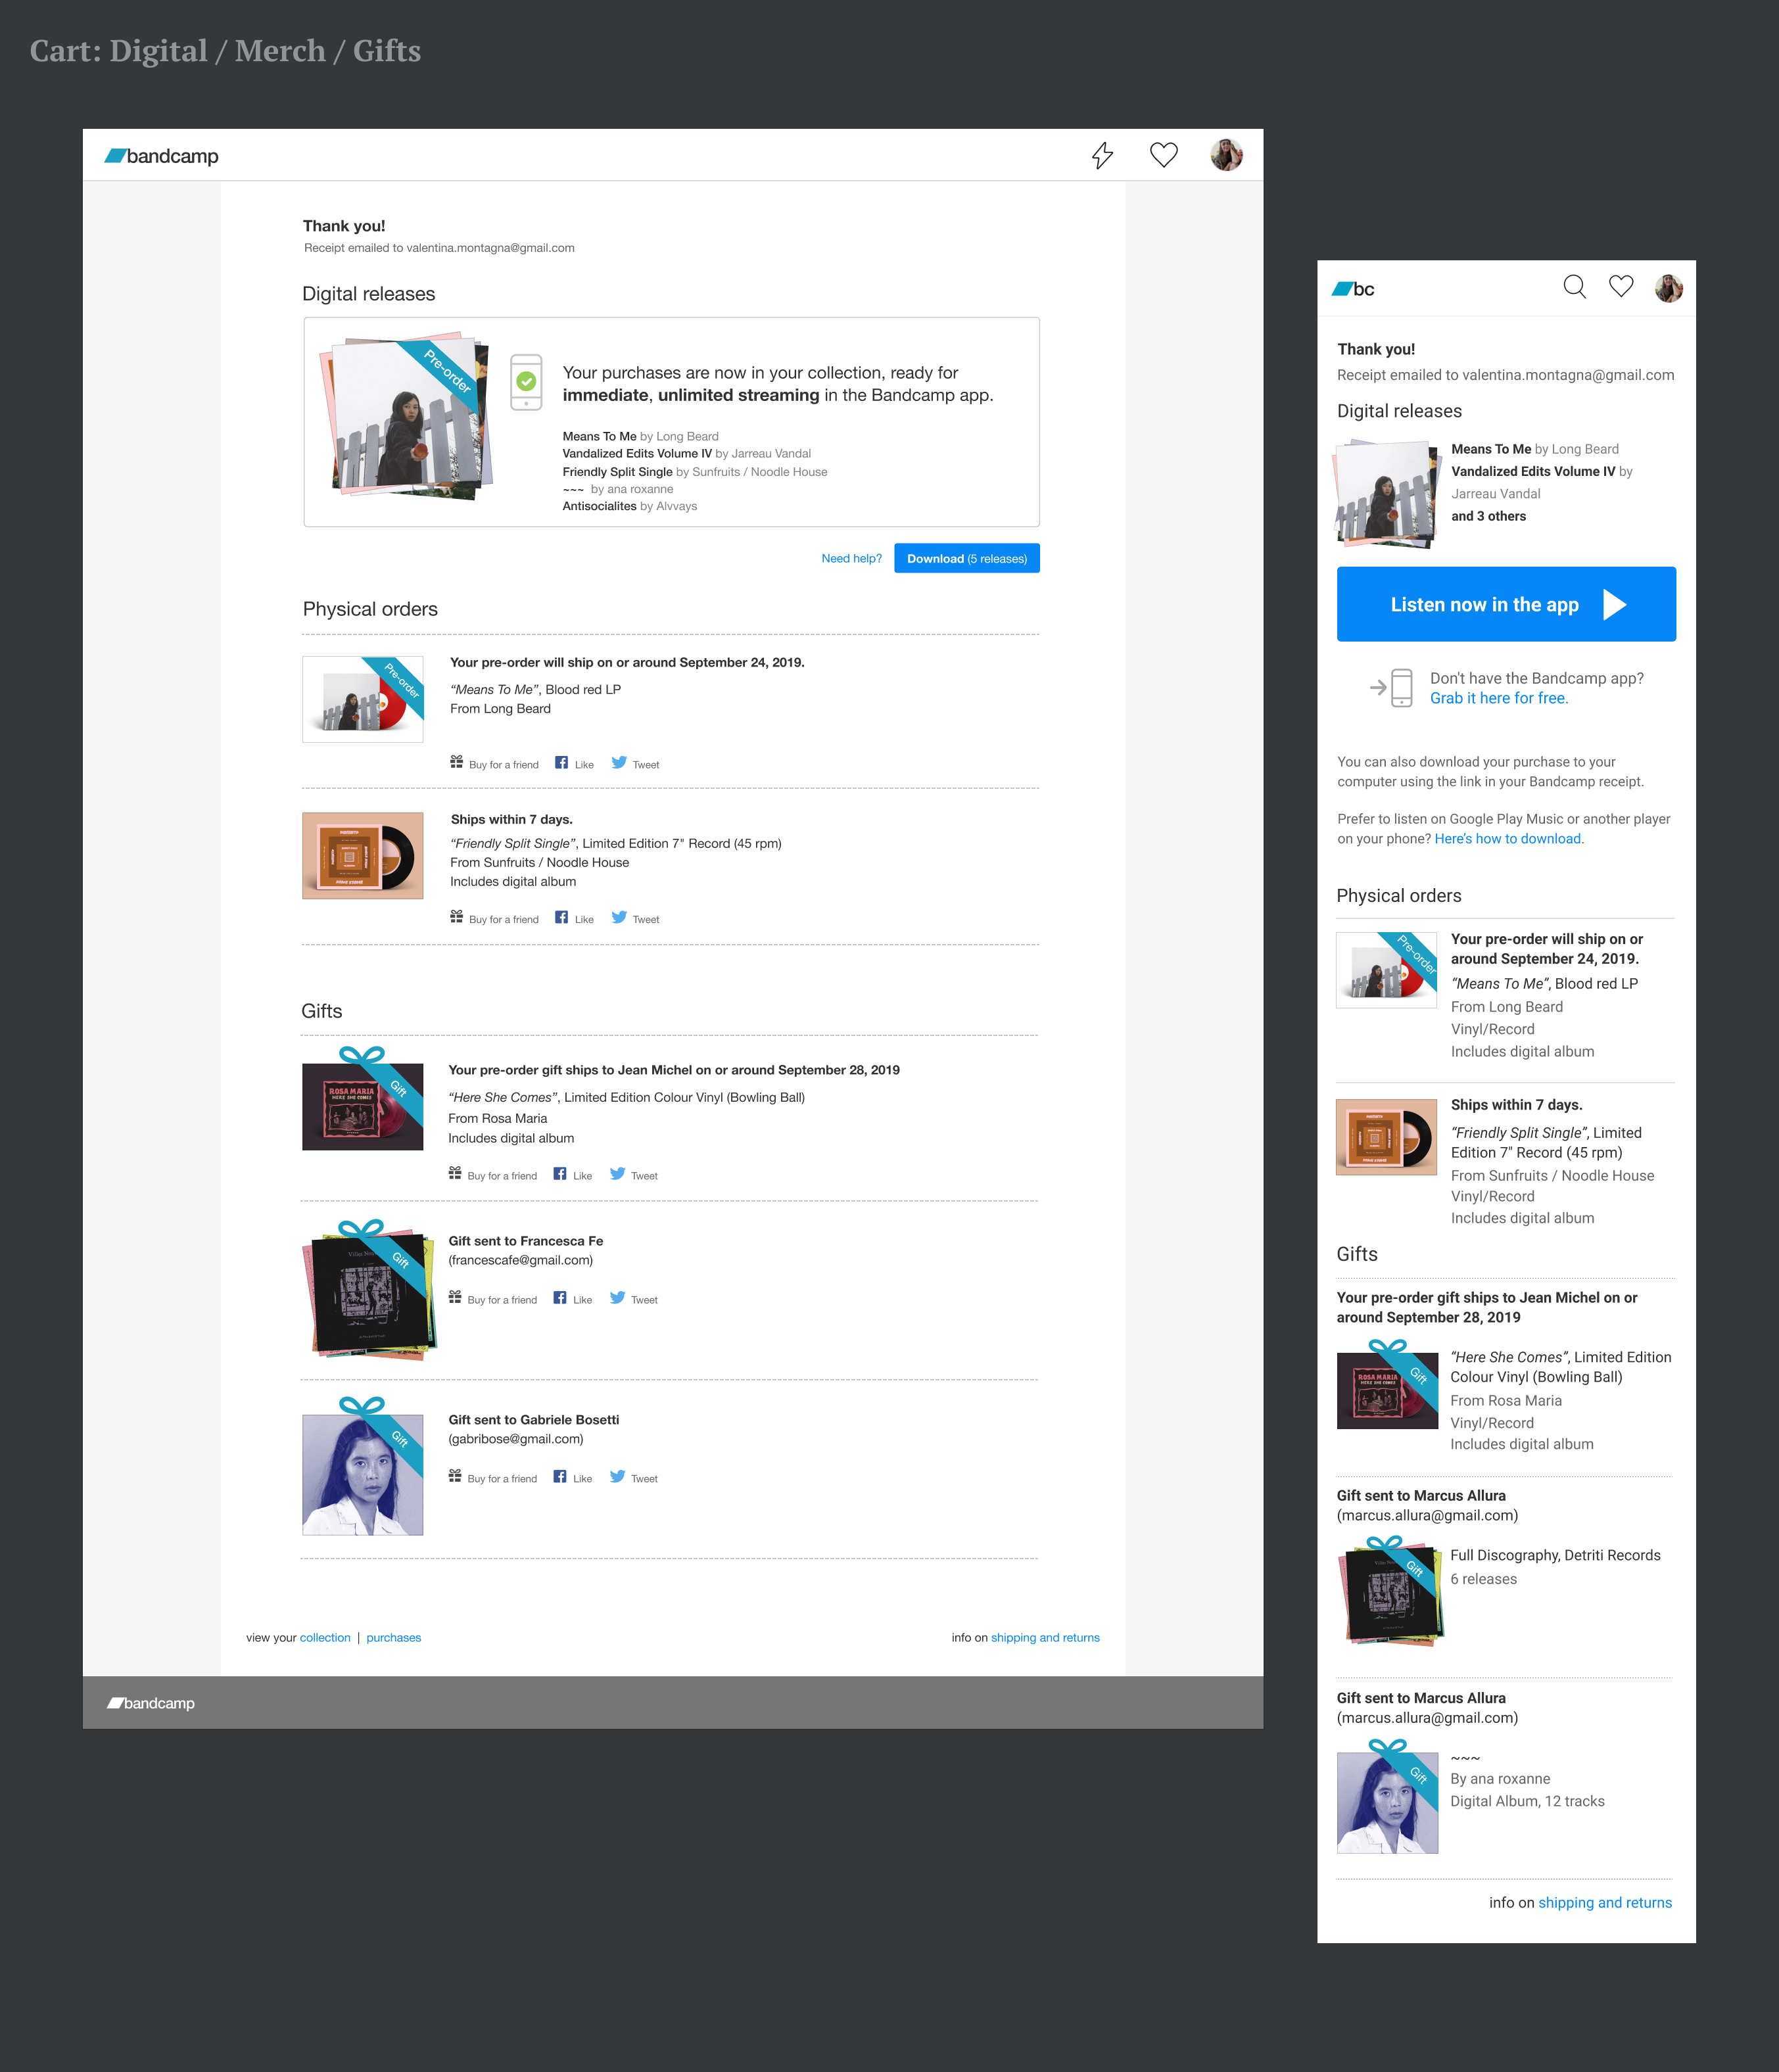 Cart: Digital / Merch / Gifts
bandcamp
Thank you!
Receipt emailed to valentina.montagna@gmail.com
Digital releases
Pre-order
Your purchases are now in your collection, ready for
immediate, unlimited streaming in the Bandcamp app.
Means To Me by Long Beard
Vandalized Edits Volume IV by Jarreau Vandal
Friendly Split Single by Sunfruits / Noodle House
~~~ by ana roxanne
Antisocialites by Alvvays
Need help?
Download (5 releases)
Physical orders
Pre-order
Your pre-order will ship on or around September 24, 2019.
“Means To Me”, Blood red LP
From Long Beard
Buy for a friend
Like
Tweet
Ships within 7 days.
“Friendly Split Single”, Limited Edition 7" Record (45 rpm)
From Sunfruits / Noodle House
Includes digital album
Buy for a friend
Like
Tweet
Gifts
Gift
ROSA MARIA
HERE SHE COMES
Your pre-order gift ships to Jean Michel on or around September 28, 2019
“Here She Comes”, Limited Edition Colour Vinyl (Bowling Ball)
From Rosa Maria
Includes digital album
Buy for a friend
Like
Tweet
Gift
Gift sent to Francesca Fe
(francescafe@gmail.com)
Buy for a friend
Like
Tweet
Gift
Gift sent to Gabriele Bosetti
(gabribose@gmail.com)
Buy for a friend
Like
Tweet
view your collection | purchases
info on shipping and returns
bandcamp
bc
Thank you!
Receipt emailed to valentina.montagna@gmail.com
Digital releases
Means To Me by Long Beard
Vandalized Edits Volume IV by
Jarreau Vandal
and 3 others
Listen now in the app
Don't have the Bandcamp app?
Grab it here for free.
You can also download your purchase to your
computer using the link in your Bandcamp receipt.
Prefer to listen on Google Play Music or another player
on your phone? Here's how to download.
Physical orders
Pre-order
Your pre-order will ship on or
around September 24, 2019.
“Means To Me”, Blood red LP
From Long Beard
Vinyl/Record
Includes digital album
Ships within 7 days.
“Friendly Split Single”, Limited
Edition 7" Record (45 rpm)
From Sunfruits / Noodle House
Vinyl/Record
Includes digital album
Gifts
Your pre-order gift ships to Jean Michel on or
around September 28, 2019
Gift
ROSA MARIA
HERE SHE COMES
“Here She Comes”, Limited Edition
Colour Vinyl (Bowling Ball)
From Rosa Maria
Vinyl/Record
Includes digital album
Gift sent to Marcus Allura
(marcus.allura@gmail.com)
Gift
Full Discography, Detriti Records
6 releases
Gift sent to Marcus Allura
(marcus.allura@gmail.com)
Gift
~~~
By ana roxanne
Digital Album, 12 tracks
info on shipping and returns